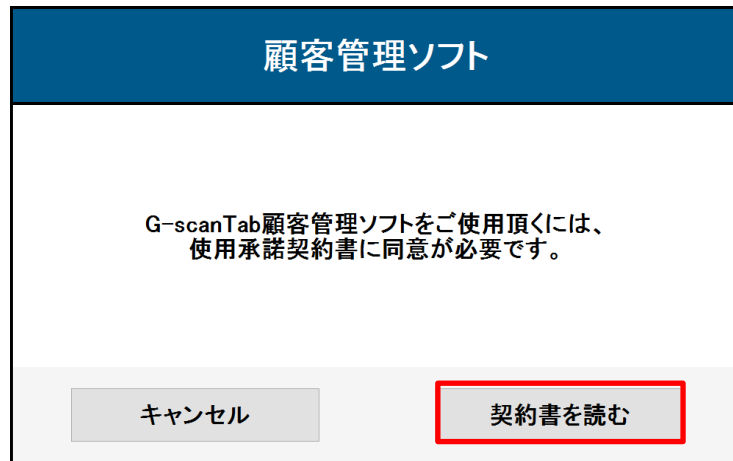 顧客管理ソフト
G-scanTab顧客管理ソフトをご使用頂くには、
使用承諾契約書に同意が必要です。
キャンセル
契約書を読む